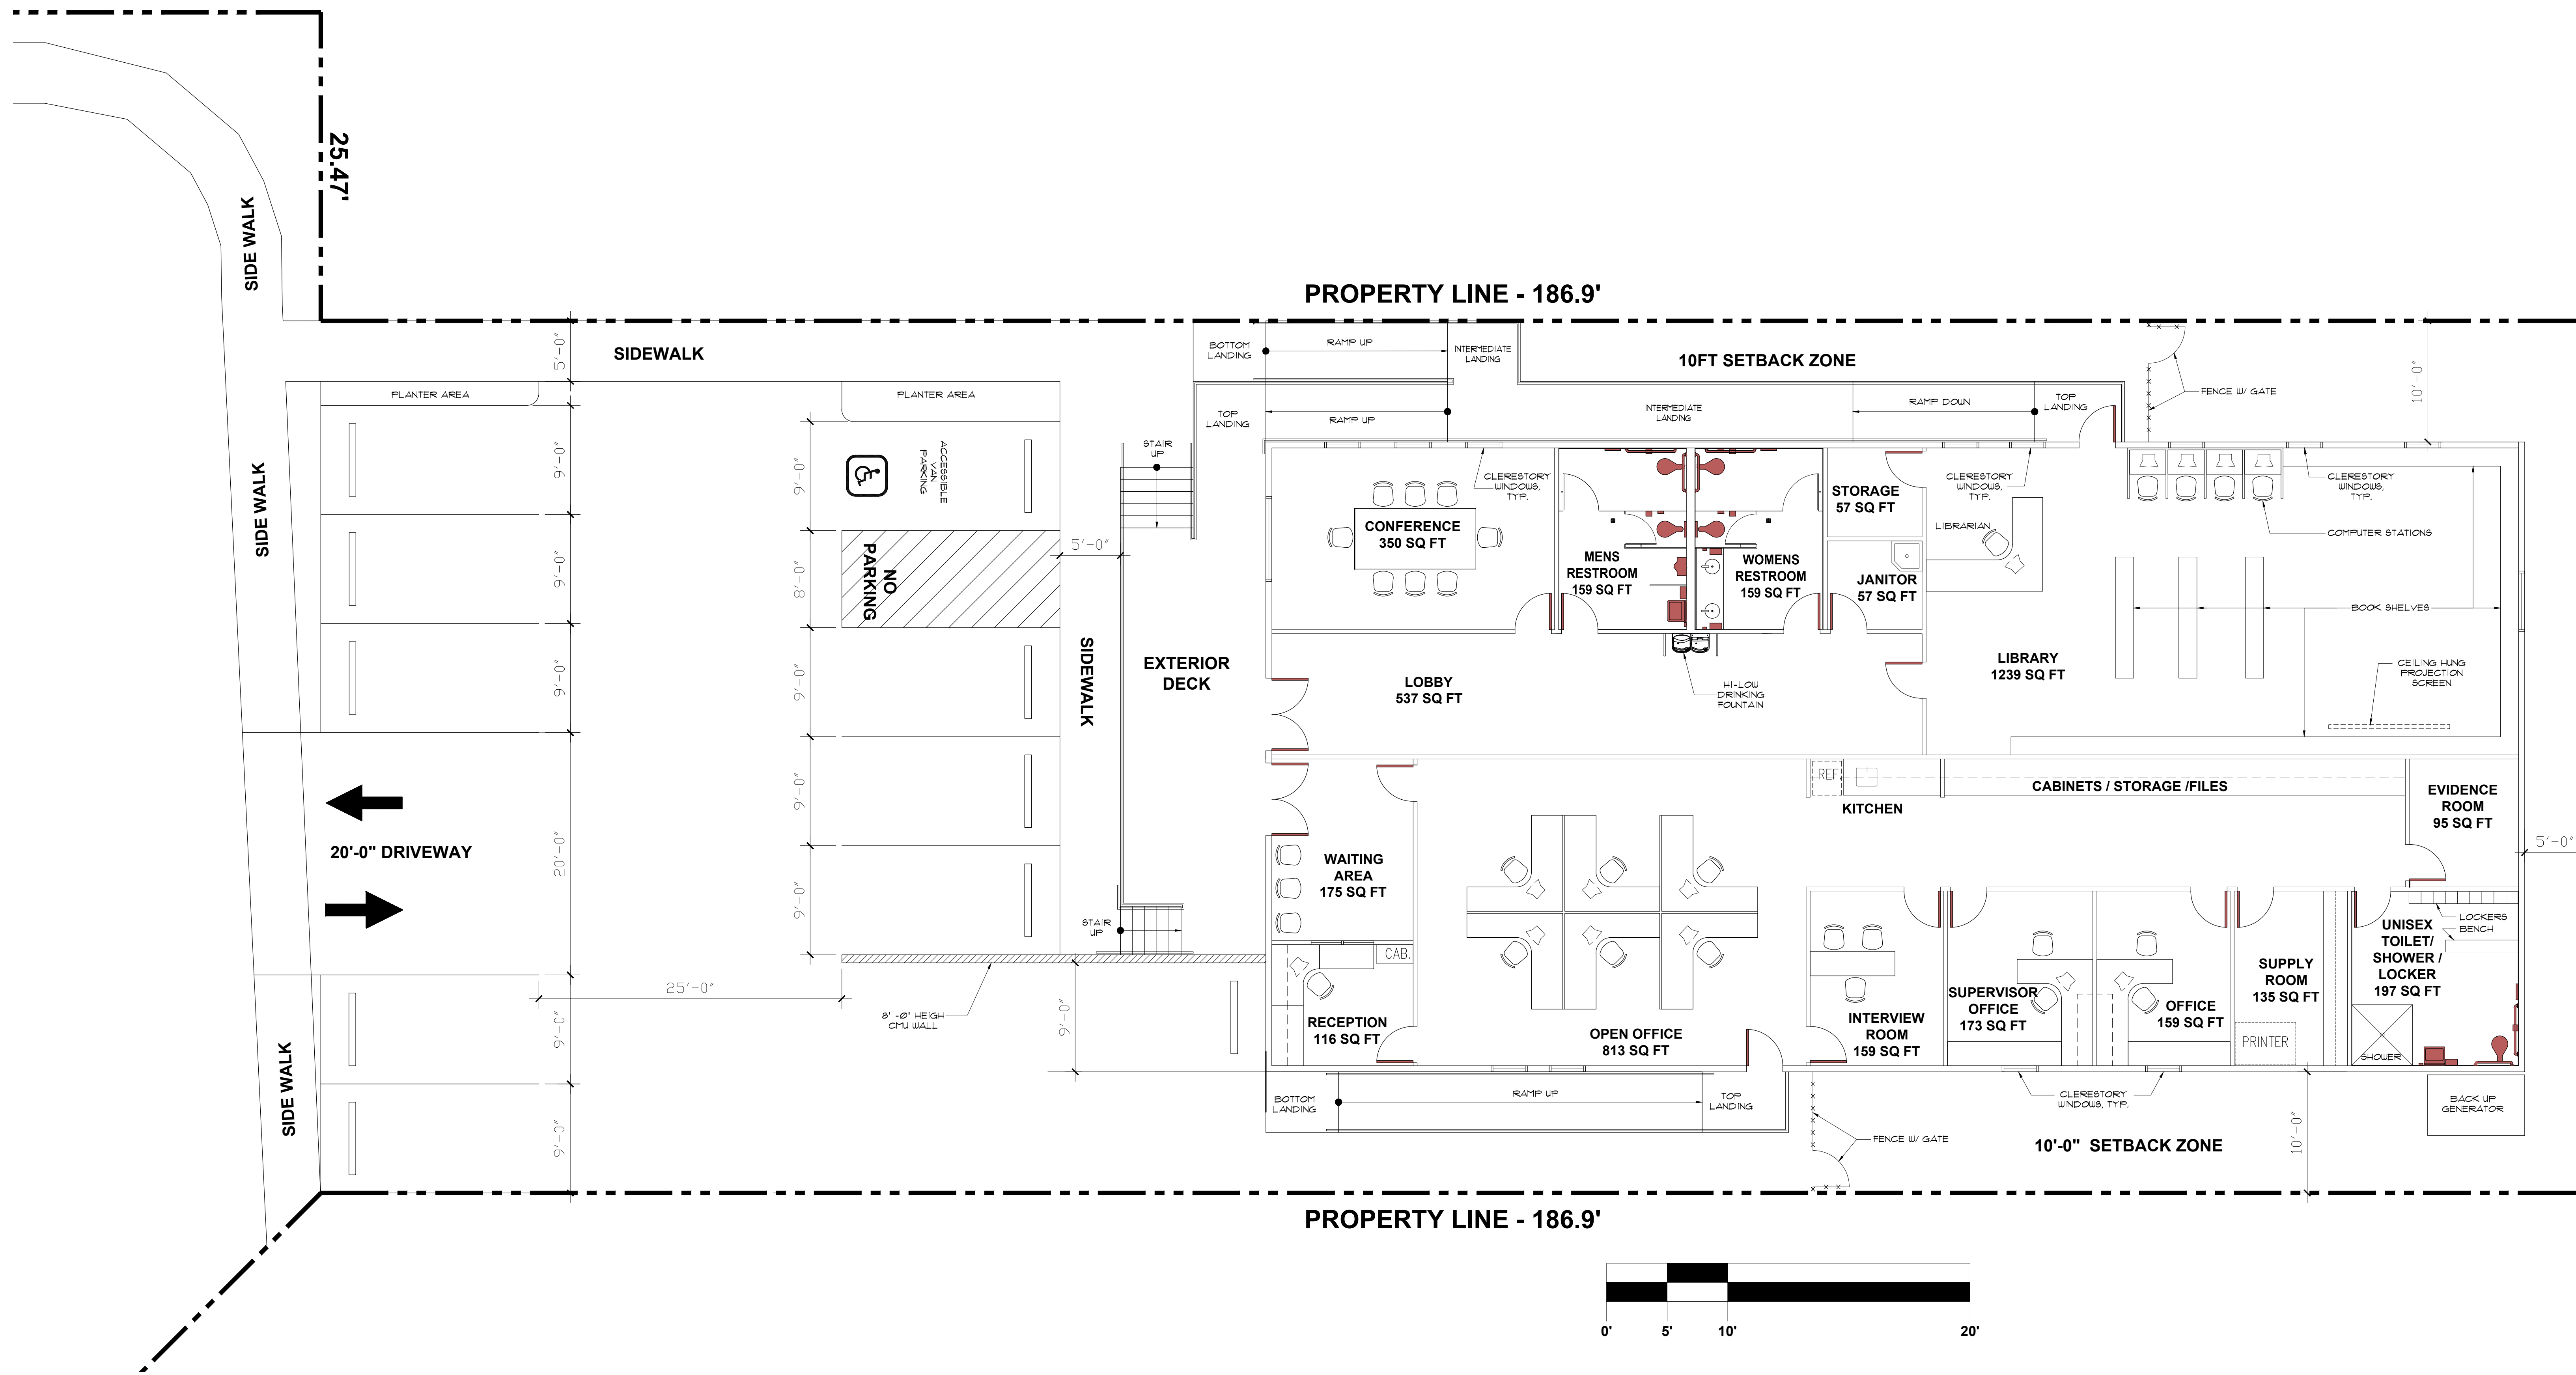 25.47'
SIDE WALK
PROPERTY LINE - 186.9'
5'-0"
SIDEWALK
BOTTOM
LANDING
RAMP UP
INTERMEDIATE
LANDING
10FT SETBACK ZONE
10'-0"
FENCE W/ GATE
PLANTER AREA
PLANTER AREA
TOP
LANDING
RAMP UP
INTERMEDIATE
LANDING
RAMP DOWN
TOP
LANDING
SIDE WALK
9'-0"
9'-0"
9'-0"
20'-0"
9'-0"
9'-0"
9'-0"
8'-0"
9'-0"
9'-0"
9'-0"
ACCESSIBLE
VAN
PARKING
NO
PARKING
STAIR
UP
5'-0"
SIDEWALK
EXTERIOR
DECK
CLERESTORY
WINDOWS,
TYP.
CONFERENCE
350 SQ FT
MENS
RESTROOM
159 SQ FT
WOMENS
RESTROOM
159 SQ FT
STORAGE
57 SQ FT
JANITOR
57 SQ FT
CLERESTORY
WINDOWS,
TYP.
LIBRARIAN
CLERESTORY
WINDOWS,
TYP.
COMPUTER STATIONS
BOOK SHELVES
LIBRARY
1239 SQ FT
CEILING HUNG
PROJECTION
SCREEN
LOBBY
537 SQ FT
HI-LOW
DRINKING
FOUNTAIN
REF.
KITCHEN
CABINETS / STORAGE /FILES
EVIDENCE
ROOM
95 SQ FT
5'-0"
20'-0" DRIVEWAY
WAITING
AREA
175 SQ FT
STAIR
UP
CAB.
LOCKERS
BENCH
UNISEX
TOILET/
SHOWER /
LOCKER
197 SQ FT
SUPPLY
ROOM
135 SQ FT
SUPERVISOR
OFFICE
173 SQ FT
OFFICE
159 SQ FT
INTERVIEW
ROOM
159 SQ FT
OPEN OFFICE
813 SQ FT
RECEPTION
116 SQ FT
PRINTER
SHOWER
25'-0"
8' -0" HEIGH
CMU WALL
9'-0"
SIDE WALK
BOTTOM
LANDING
RAMP UP
TOP
LANDING
CLERESTORY
WINDOWS, TYP.
FENCE W/ GATE
10'-0" SETBACK ZONE
10'-0"
BACK UP
GENERATOR
PROPERTY LINE - 186.9'
0' 5' 10' 20'